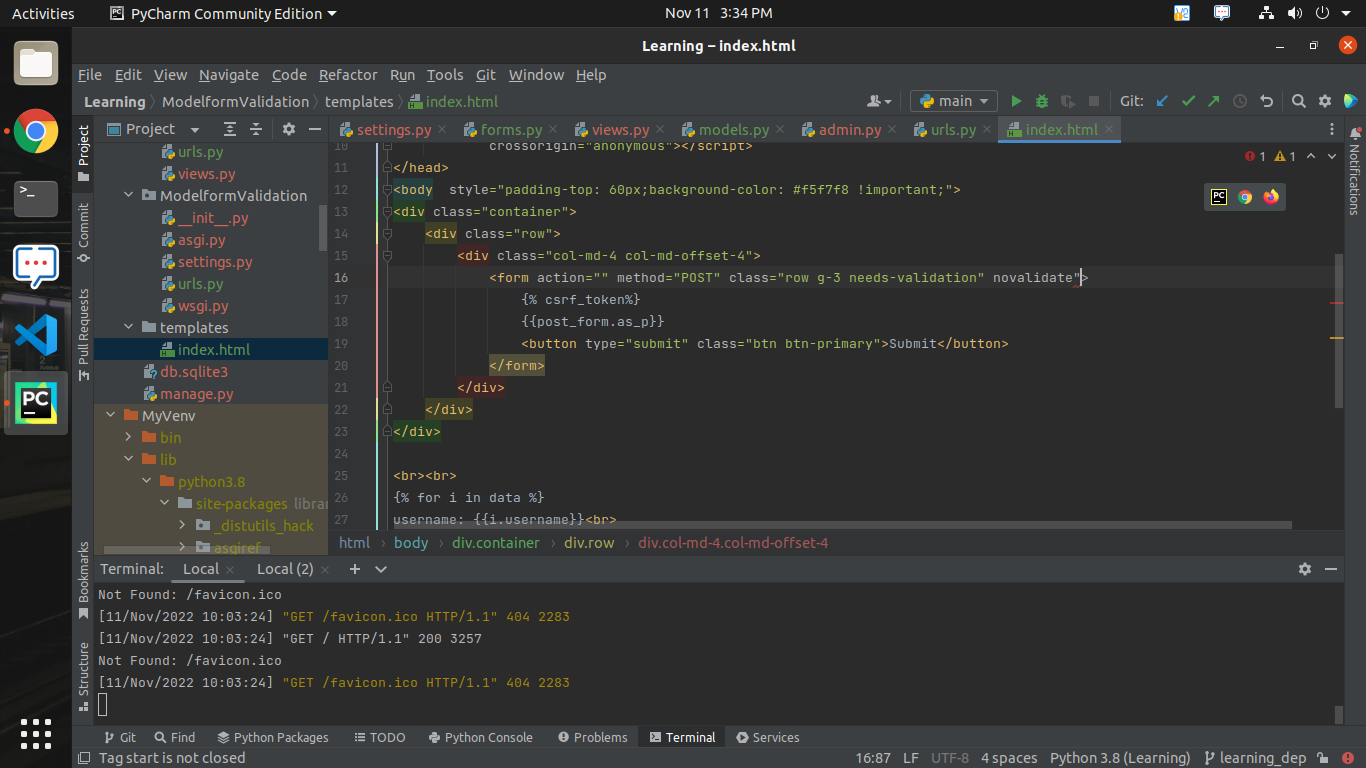 Activities PyCharm Community Edition Nov 11 3:34 PM
Learning – index.html
File Edit View Navigate Code Refactor Run Tools Git Window Help
Learning ModelformValidation templates index.html main Git:
Project
settings.py forms.py views.py models.py admin.py urls.py index.html
Project
Commit
Pull Requests
Bookmarks
Structure
Notifications
urls.py
views.py
ModelformValidation
__init__.py
asgi.py
settings.py
urls.py
wsgi.py
templates
index.html
db.sqlite3
manage.py
MyVenv
bin
lib
python3.8
site-packages librar
_distutils_hack
asgiref
1 1
10 crossorigin="anonymous"></script>
11 </head>
12 <body style="padding-top: 60px;background-color: #f5f7f8 !important;">
13 <div class="container">
14 <div class="row">
15 <div class="col-md-4 col-md-offset-4">
16 <form action="" method="POST" class="row g-3 needs-validation" novalidate">
17 {% csrf_token%}
18 {{post_form.as_p}}
19 <button type="submit" class="btn btn-primary">Submit</button>
20 </form>
21 </div>
22 </div>
23 </div>
24
25 <br><br>
26 {% for i in data %}
27 username: {{i.username}}<br>
html body div.container div.row div.col-md-4.col-md-offset-4
Terminal: Local Local (2)
Not Found: /favicon.ico
[11/Nov/2022 10:03:24] "GET /favicon.ico HTTP/1.1" 404 2283
[11/Nov/2022 10:03:24] "GET / HTTP/1.1" 200 3257
Not Found: /favicon.ico
[11/Nov/2022 10:03:24] "GET /favicon.ico HTTP/1.1" 404 2283
Git Find Python Packages TODO Python Console Problems Terminal Services
Tag start is not closed 16:87 LF UTF-8 4 spaces Python 3.8 (Learning) learning_dep